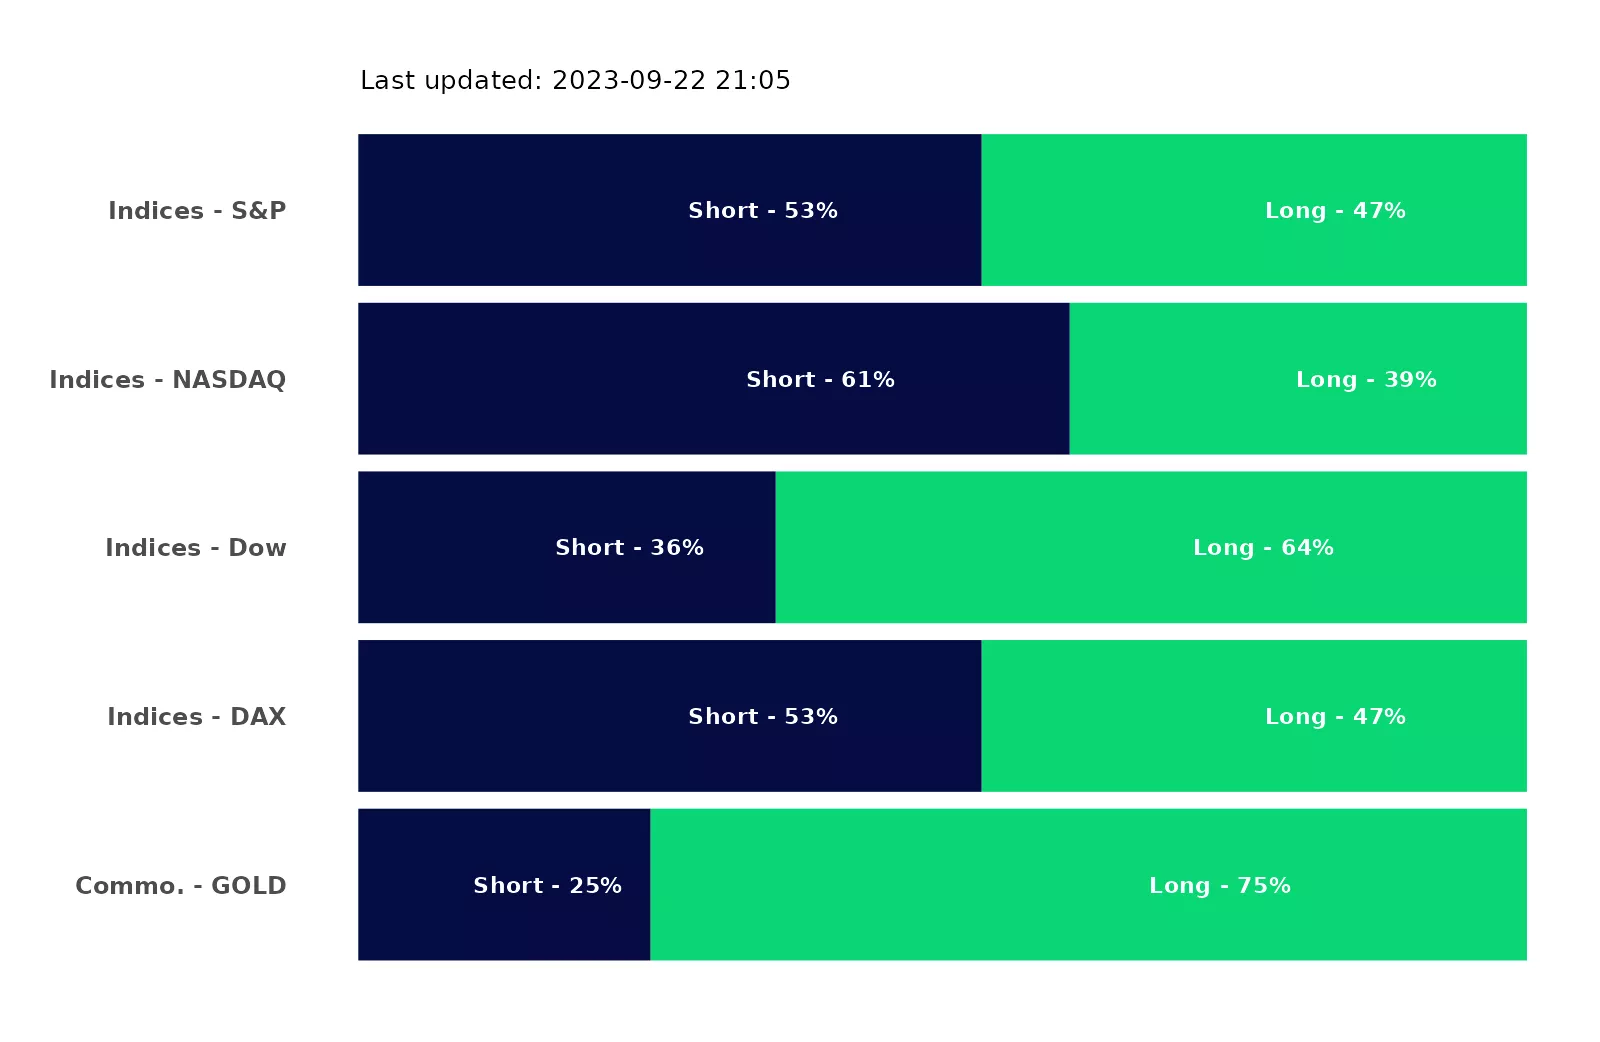 Last updated: 2023-09-22 21:05
Indices - S&P Short - 53% Long - 47%
Indices - NASDAQ Short - 61% Long - 39%
Indices - Dow Short - 36% Long - 64%
Indices - DAX Short - 53% Long - 47%
Commo. - GOLD Short - 25% Long - 75%